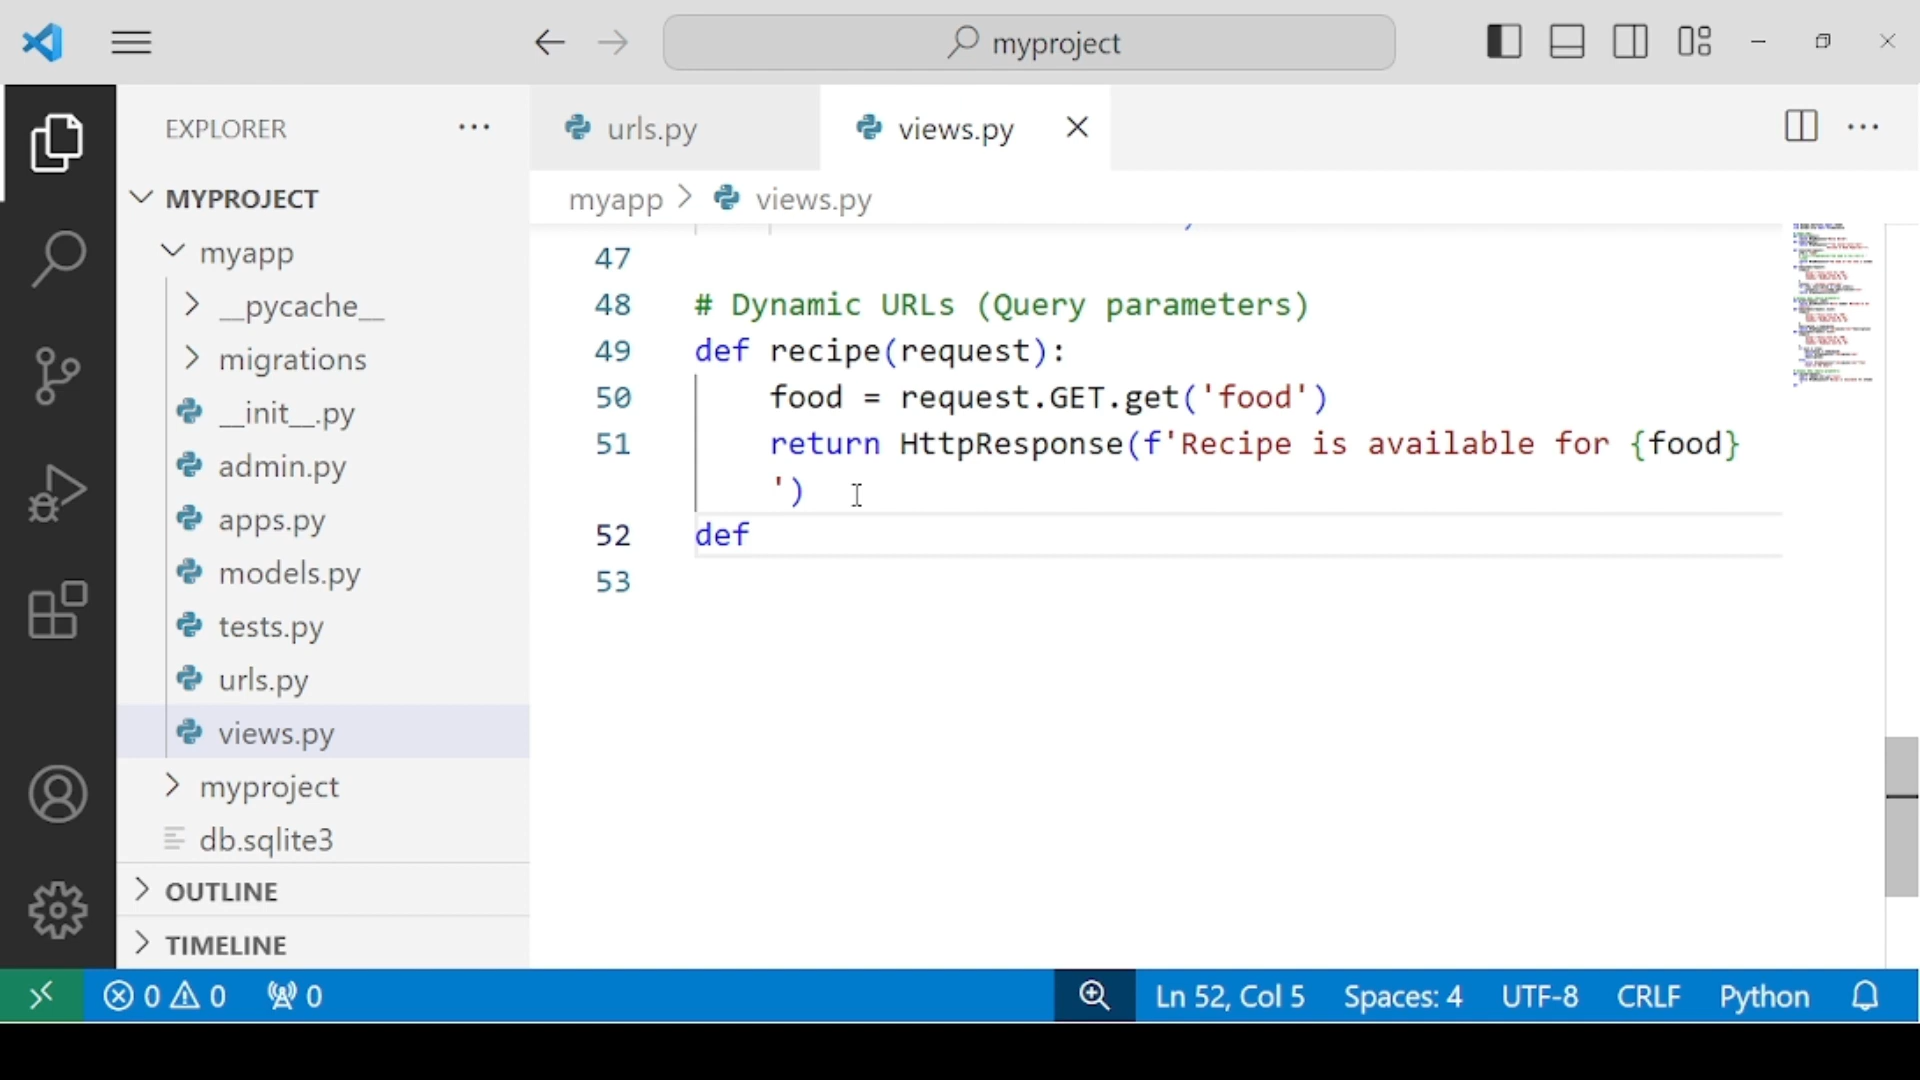 myproject
EXPLORER
MYPROJECT
myapp
__pycache__
migrations
__init__.py
admin.py
apps.py
models.py
tests.py
urls.py
views.py
myproject
db.sqlite3
OUTLINE
TIMELINE
urls.py
views.py
myapp > views.py
47
48 # Dynamic URLs (Query parameters)
49 def recipe(request):
50 food = request.GET.get('food')
51 return HttpResponse(f'Recipe is available for {food}
')
52 def
53
0 0 0
Ln 52, Col 5 Spaces: 4 UTF-8 CRLF Python